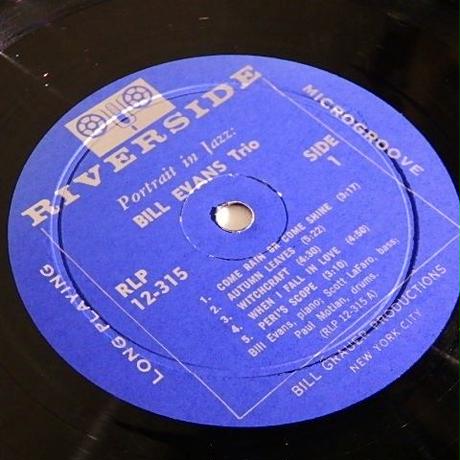 RIVERSIDE
Portrait in Jazz:
BILL EVANS Trio
SIDE
1
MICROGROOVE
LONG PLAYING
RLP
12-315
1. COME RAIN OR COME SHINE (3:17)
2. AUTUMN LEAVES (5:22)
3. WITCHCRAFT (4:30)
4. WHEN I FALL IN LOVE (4:50)
5. PERI'S SCOPE (3:10)
Bill Evans, piano; Scott LaFaro, bass;
Paul Motian, drums.
(RLP 12-315 A)
BILL GRAUER PRODUCTIONS
NEW YORK CITY